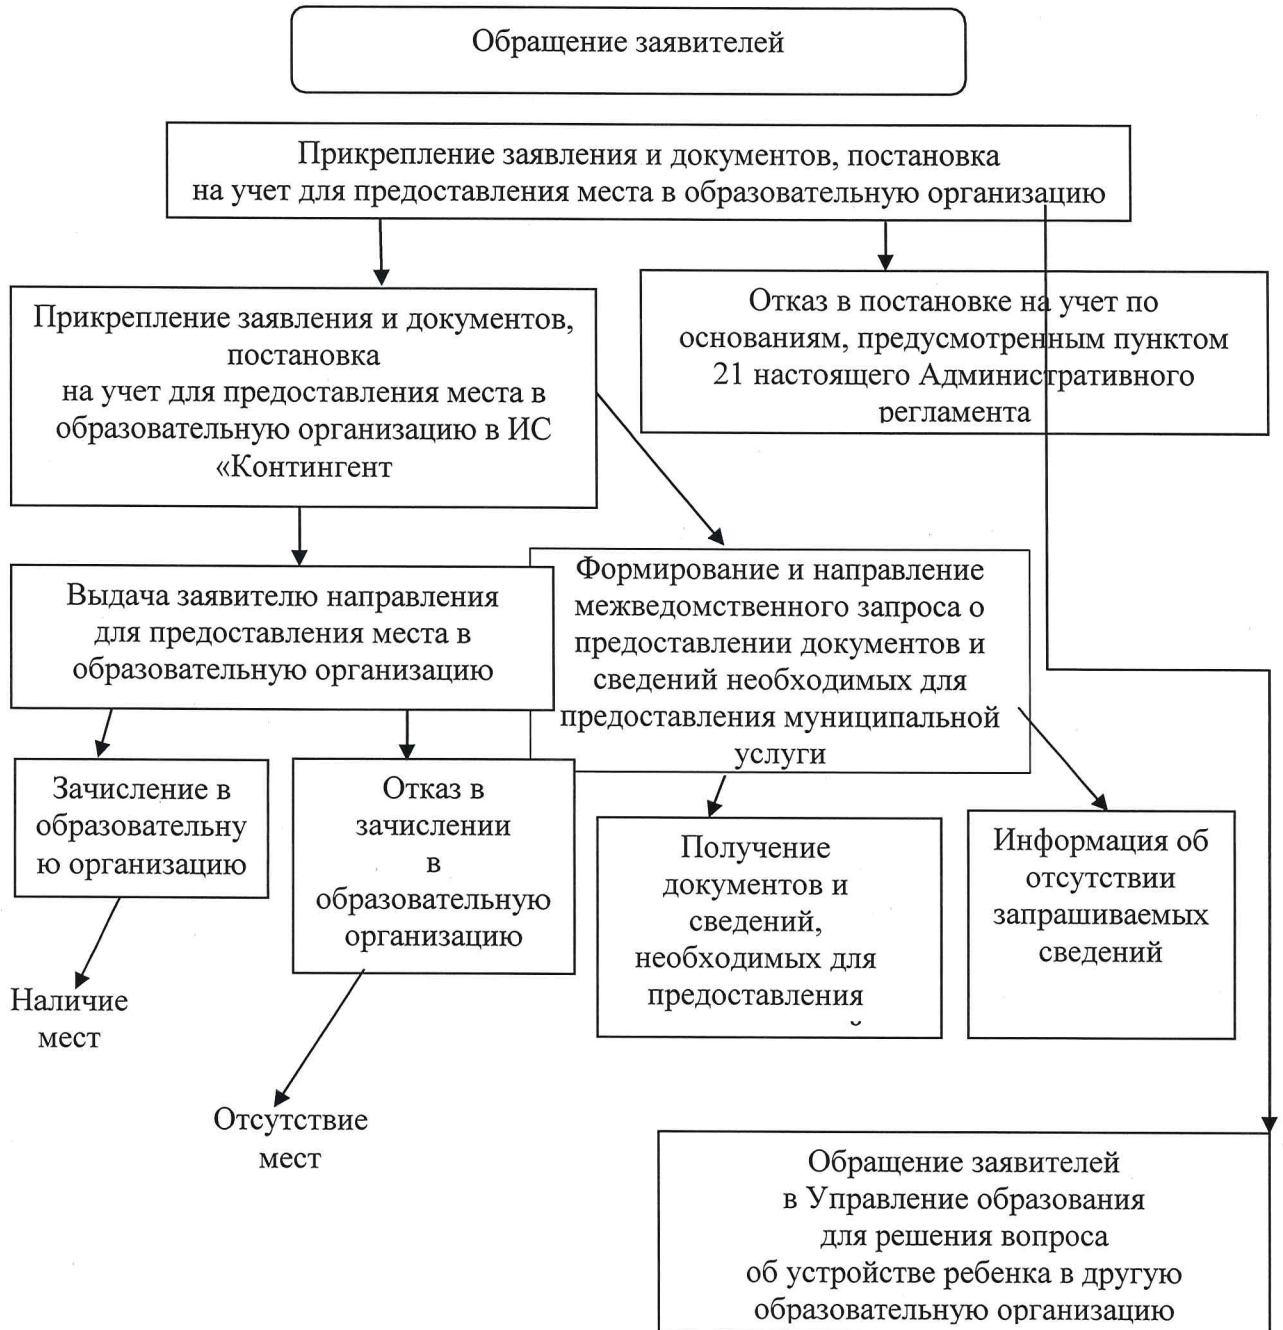 Обращение заявителей
Прикрепление заявления и документов, постановка
на учет для предоставления места в образовательную организацию
Прикрепление заявления и документов,
постановка
на учет для предоставления места в
образовательную организацию в ИС
«Контингент
Отказ в постановке на учет по
основаниям, предусмотренным пунктом
21 настоящего Административного
регламента
Выдача заявителю направления
для предоставления места в
образовательную организацию
Формирование и направление
межведомственного запроса о
предоставлении документов и
сведений необходимых для
предоставления муниципальной
услуги
Зачисление в
образовательну
ю организацию
Отказ в
зачислении
в
образовательную
организацию
Получение
документов и
сведений,
необходимых для
предоставления
Информация об
отсутствии
запрашиваемых
сведений
Наличие
мест
Отсутствие
мест
Обращение заявителей
в Управление образования
для решения вопроса
об устройстве ребенка в другую
образовательную организацию